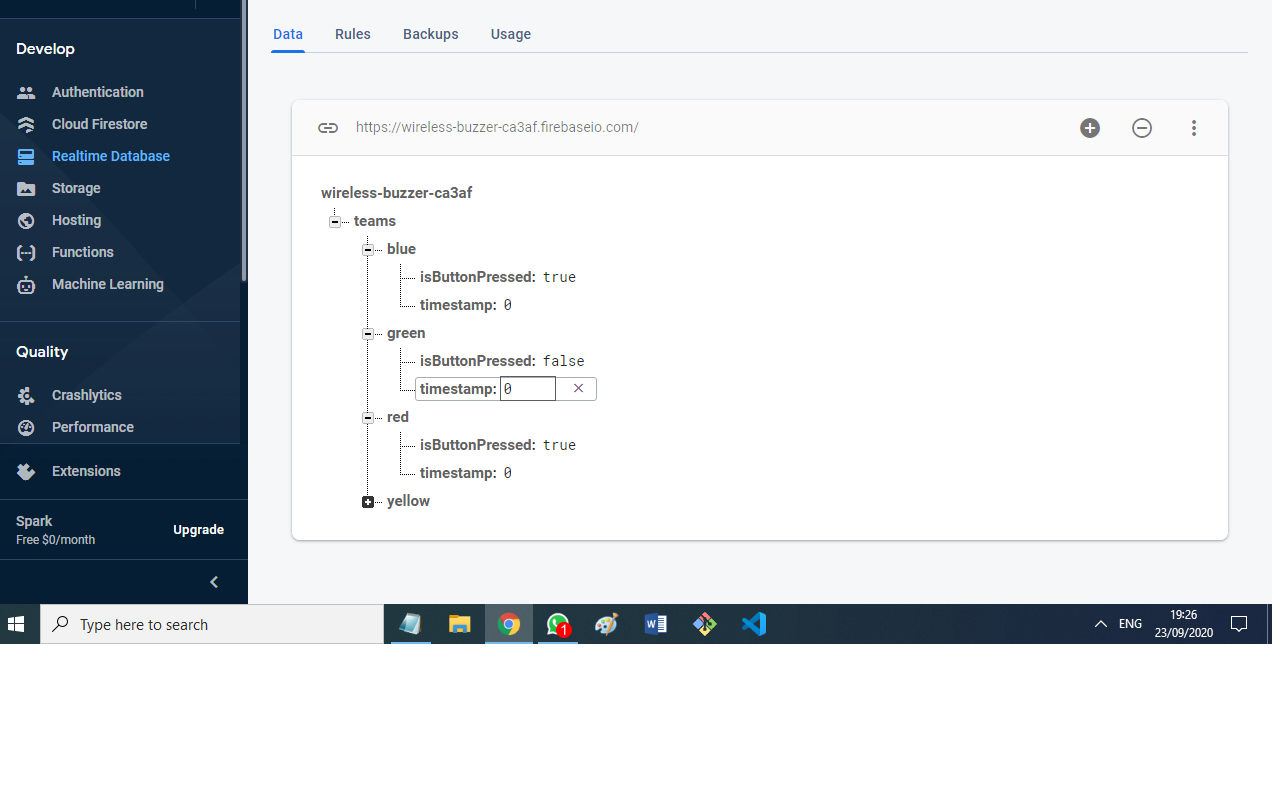 Develop
Authentication
Cloud Firestore
Realtime Database
Storage
Hosting
Functions
Machine Learning
Quality
Crashlytics
Performance
Extensions
Spark
Free $0/month
Upgrade
Data Rules Backups Usage
https://wireless-buzzer-ca3af.firebaseio.com/
wireless-buzzer-ca3af
teams
blue
isButtonPressed: true
timestamp: 0
green
isButtonPressed: false
timestamp: 0
red
isButtonPressed: true
timestamp: 0
yellow
Type here to search
1
W
ENG
19:26
23/09/2020